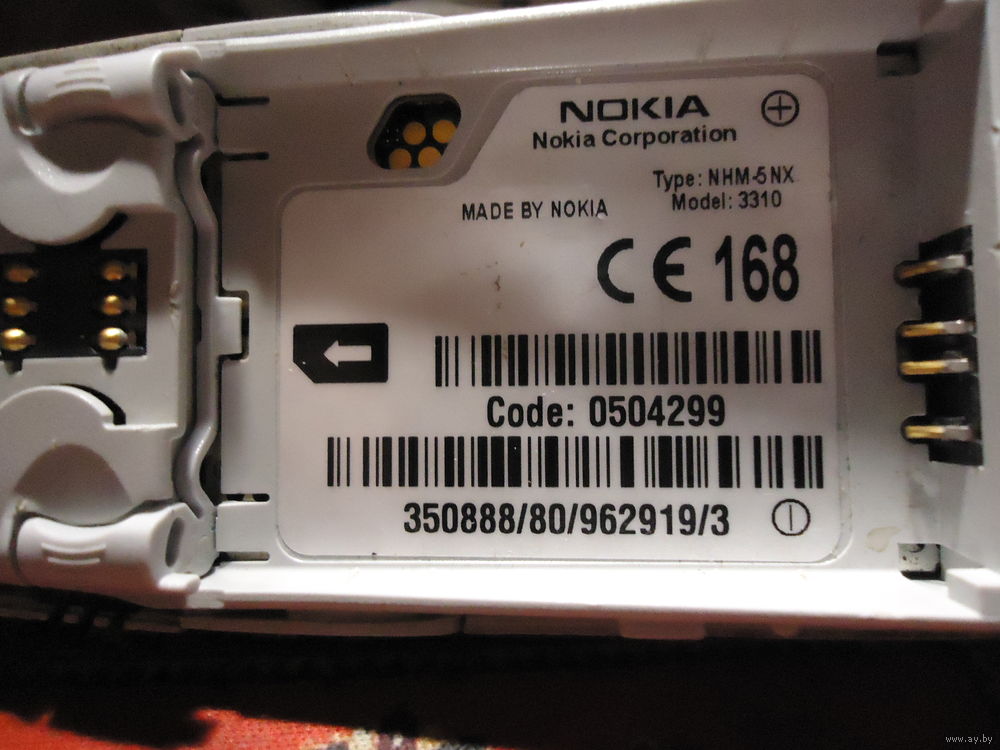 NOKIA
Nokia Corporation
Type: NHM-5NX
Model: 3310
MADE BY NOKIA
CE 168
Code: 0504299
350888/80/962919/3
www.ay.by